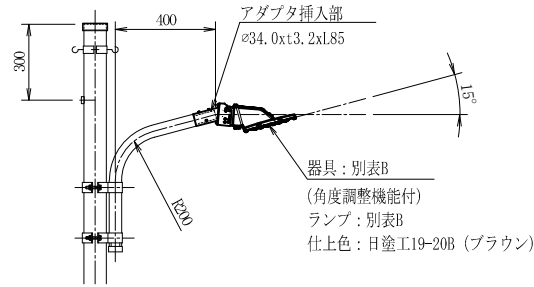 アダプタ挿入部
⌀34.0xt3.2xL85
400
300
15°
R200
器具：別表B
(角度調整機能付)
ランプ：別表B
仕上色：日塗工19-20B (ブラウン)